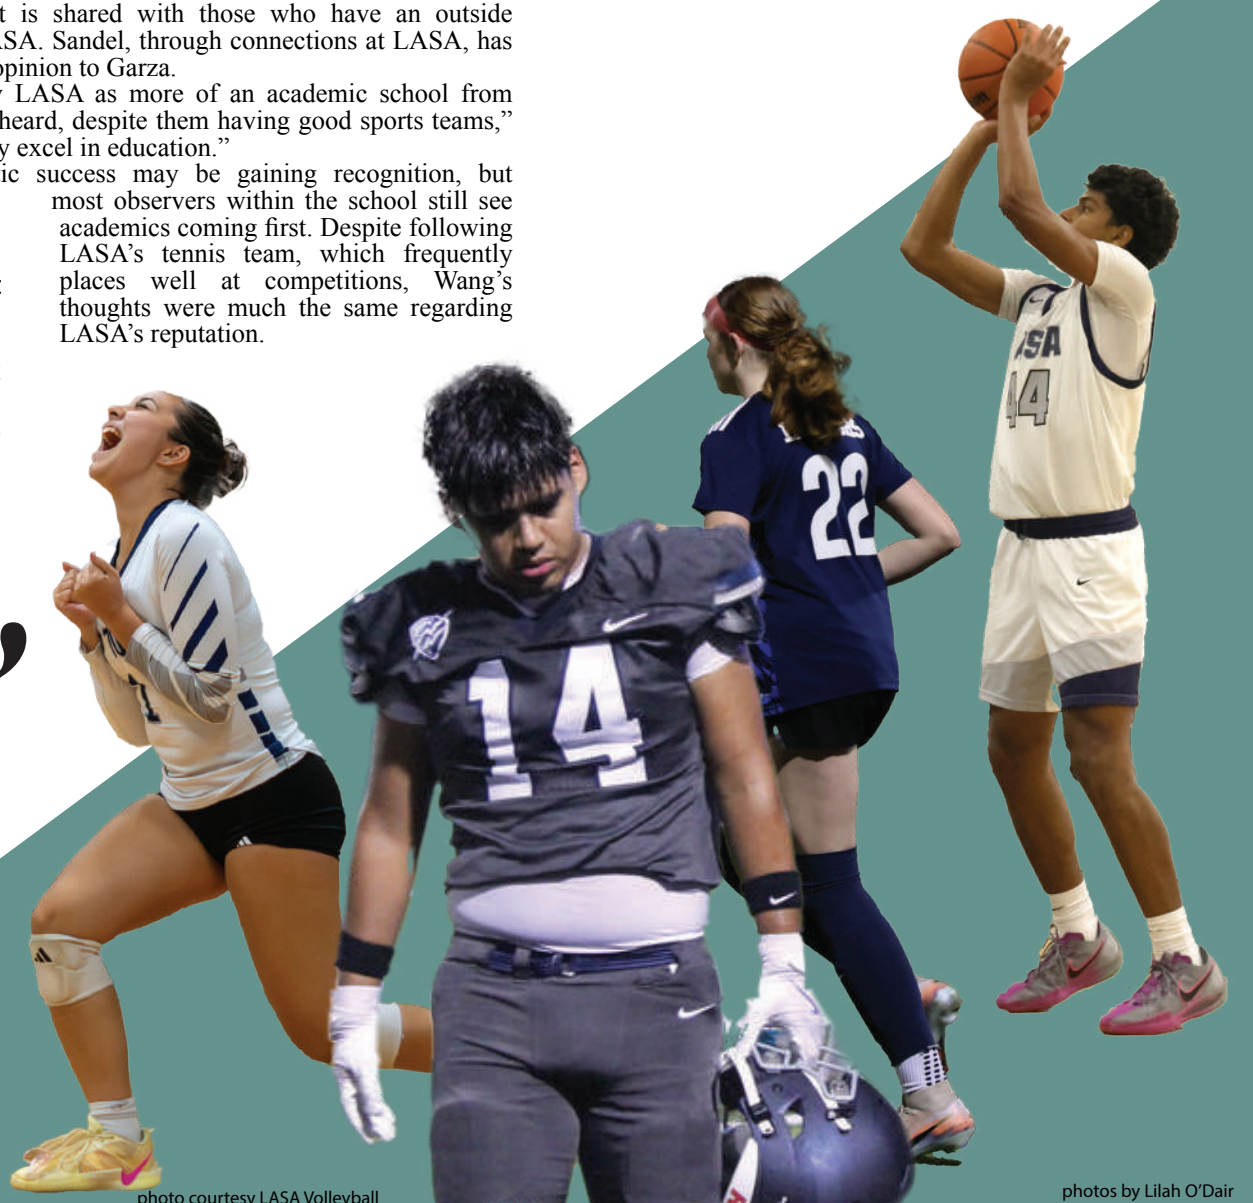 t is shared with those who have an outside
ASA. Sandel, through connections at LASA, has
opinion to Garza.
LASA as more of an academic school from
heard, despite them having good sports teams,”
y excel in education.”
tic success may be gaining recognition, but
most observers within the school still see
academics coming first. Despite following
LASA’s tennis team, which frequently
places well at competitions, Wang’s
thoughts were much the same regarding
LASA’s reputation.
44
22
’
14
1
photo courtesy LASA Volleyball
photos by Lilah O’Dair